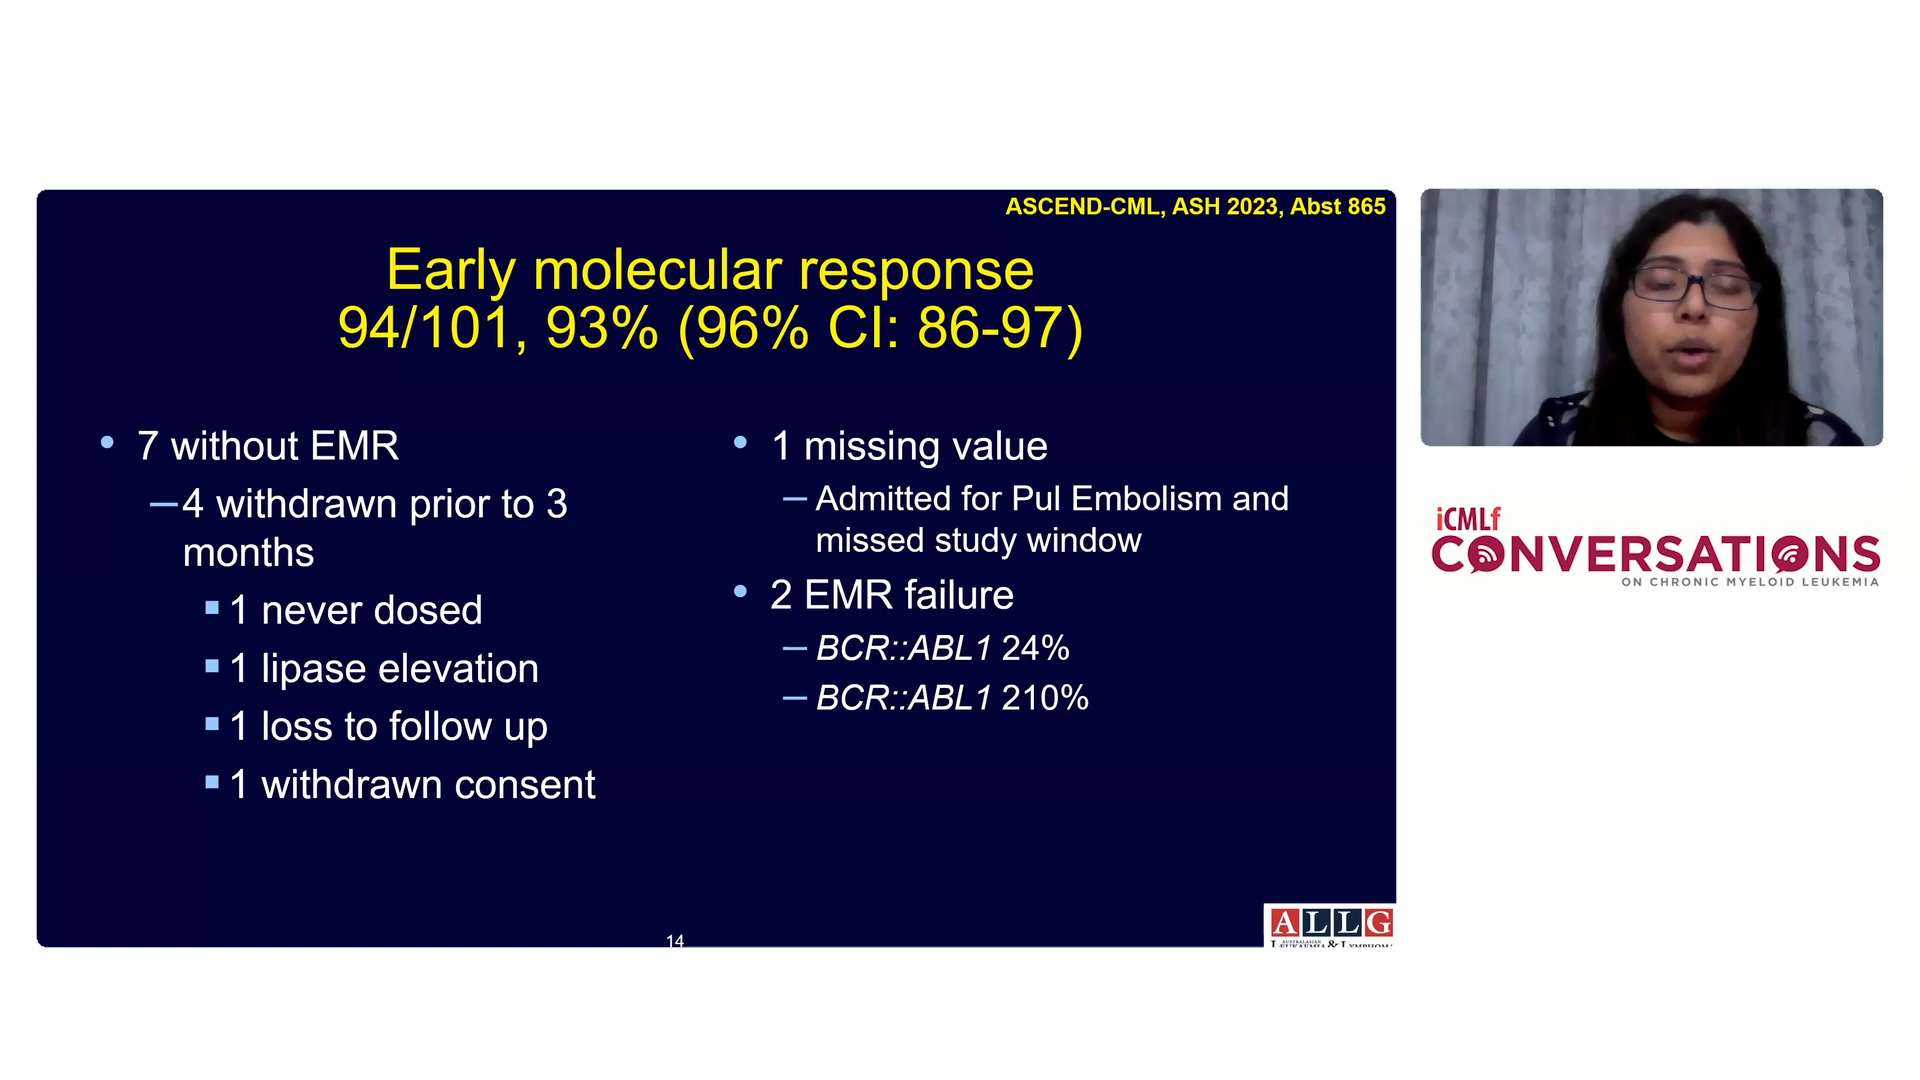 ASCEND-CML, ASH 2023, Abst 865
Early molecular response
94/101, 93% (96% CI: 86-97)
• 7 without EMR
– 4 withdrawn prior to 3
months
▪ 1 never dosed
▪ 1 lipase elevation
▪ 1 loss to follow up
▪ 1 withdrawn consent
• 1 missing value
– Admitted for Pul Embolism and
missed study window
• 2 EMR failure
– BCR::ABL1 24%
– BCR::ABL1 210%
14
ALLG
AUSTRALASIAN
LEUKAEMIA & LYMPHOMA
iCMLf
CONVERSATIONS
ON CHRONIC MYELOID LEUKEMIA